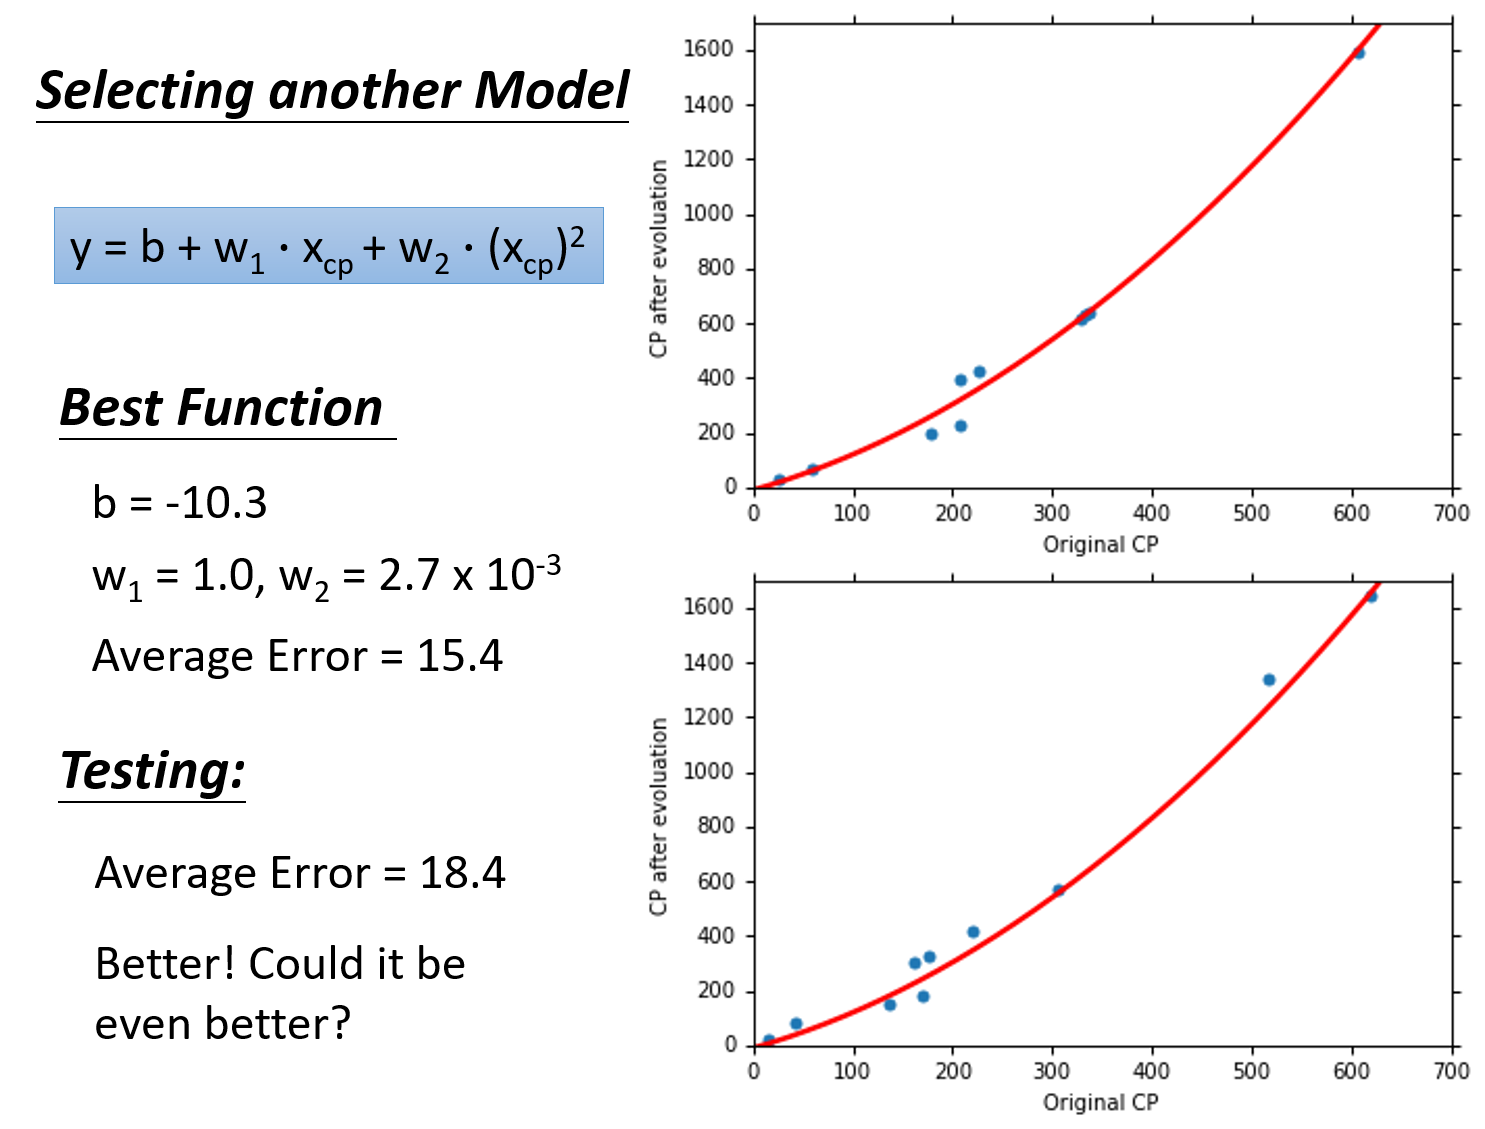 Selecting another Model
y = b + w₁ · x_cp + w₂ · (x_cp)²
Best Function
b = -10.3
w₁ = 1.0, w₂ = 2.7 x 10⁻³
Average Error = 15.4
Testing:
Average Error = 18.4
Better! Could it be
even better?
CP after evoluation
1600
1400
1200
1000
800
600
400
200
0
0 100 200 300 400 500 600 700
Original CP
CP after evoluation
1600
1400
1200
1000
800
600
400
200
0
0 100 200 300 400 500 600 700
Original CP